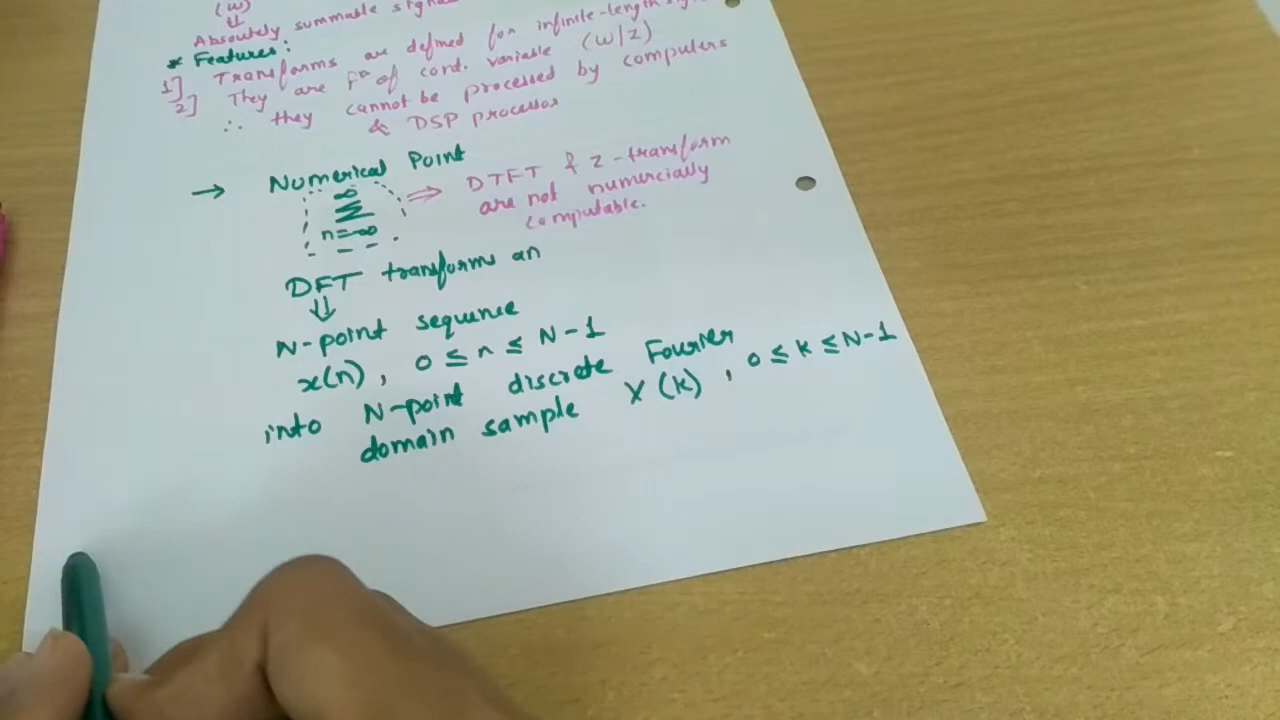 (ω)
⇓
Absolutely summable signal
* Features:
1] Transforms are defined for infinite-length
2] They are Fn of cont. variable (ω/z)
∴ they cannot be processed by computers
& DSP processor
→ Numerical Point
∞
Σ ⇒ DTFT & z-transform
n=-∞ are not numercially
computable.
DFT transforms an
⇓
N-point sequence
x(n), 0 ≤ n ≤ N-1
into N-point discrete Fourier
domain sample X(k), 0 ≤ k ≤ N-1